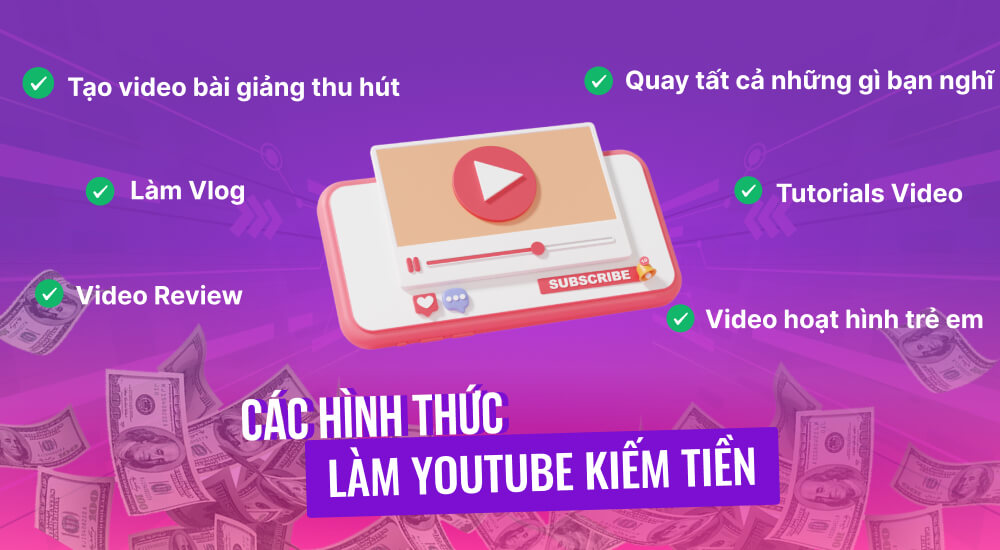 Tạo video bài giảng thu hút
Quay tất cả những gì bạn nghĩ
Làm Vlog
Tutorials Video
Video Review
Video hoạt hình trẻ em
SUBSCRIBE
CÁC HÌNH THỨC
LÀM YOUTUBE KIẾM TIỀN